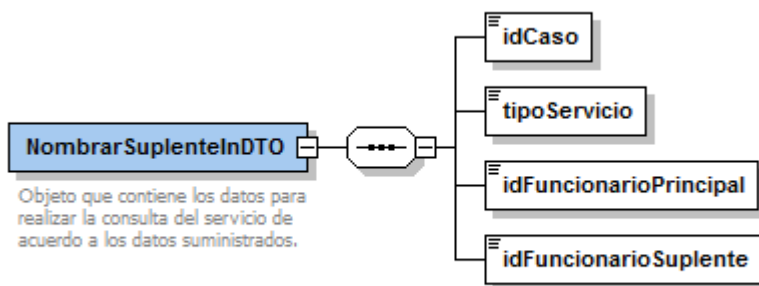 idCaso
tipoServicio
NombrarSuplenteInDTO
idFuncionarioPrincipal
Objeto que contiene los datos para
realizar la consulta del servicio de
acuerdo a los datos suministrados.
idFuncionarioSuplente